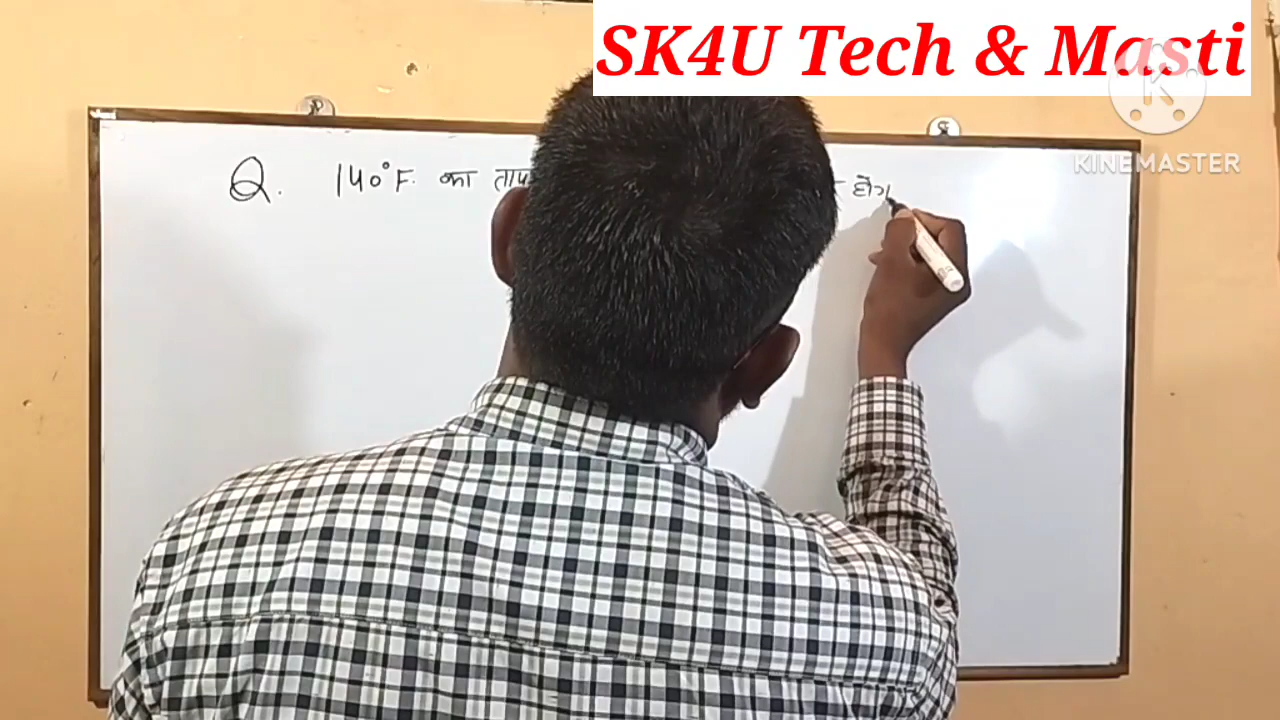 SK4U Tech & Masti
KINEMASTER
Q. 140°F. का